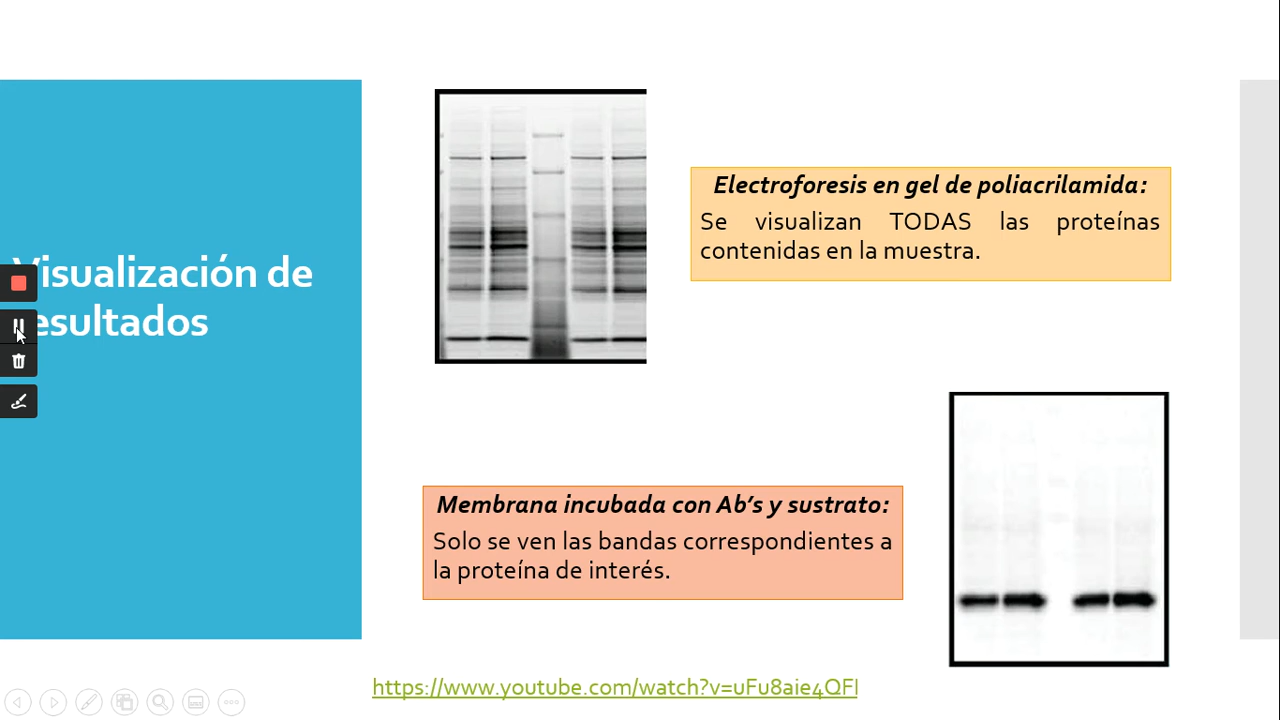 Visualización de
resultados
Electroforesis en gel de poliacrilamida:
Se visualizan TODAS las proteínas
contenidas en la muestra.
Membrana incubada con Ab's y sustrato:
Solo se ven las bandas correspondientes a
la proteína de interés.
https://www.youtube.com/watch?v=uFu8aie4QFI